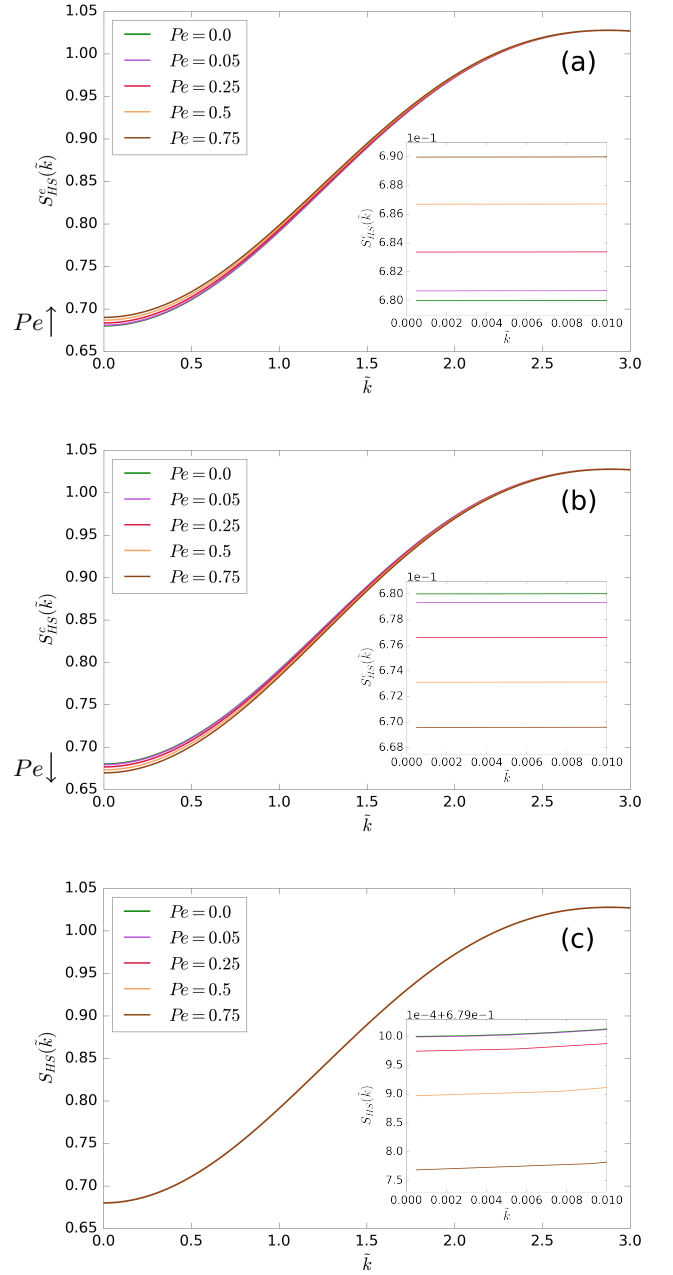 1.05
1.00
0.95
0.90
0.85
0.80
0.75
0.70
0.65
S^e_{HS}(k̃)
Pe↑
Pe = 0.0
Pe = 0.05
Pe = 0.25
Pe = 0.5
Pe = 0.75
(a)
1e−1
6.90
6.88
6.86
6.84
6.82
6.80
0.000 0.002 0.004 0.006 0.008 0.010
k̃
0.0 0.5 1.0 1.5 2.0 2.5 3.0
k̃
1.05
1.00
0.95
0.90
0.85
0.80
0.75
0.70
0.65
S^c_{HS}(k̃)
Pe↓
Pe = 0.0
Pe = 0.05
Pe = 0.25
Pe = 0.5
Pe = 0.75
(b)
1e−1
6.80
6.78
6.76
6.74
6.72
6.70
6.68
S^c_{HS}(k̃)
0.000 0.002 0.004 0.006 0.008 0.010
k̃
0.0 0.5 1.0 1.5 2.0 2.5 3.0
k̃
1.05
1.00
0.95
0.90
0.85
0.80
0.75
0.70
0.65
S_{HS}(k̃)
Pe = 0.0
Pe = 0.05
Pe = 0.25
Pe = 0.5
Pe = 0.75
(c)
1e−4+6.79e−1
10.0
9.5
9.0
8.5
8.0
7.5
S_{HS}(k̃)
0.000 0.002 0.004 0.006 0.008 0.010
k̃
0.0 0.5 1.0 1.5 2.0 2.5 3.0
k̃